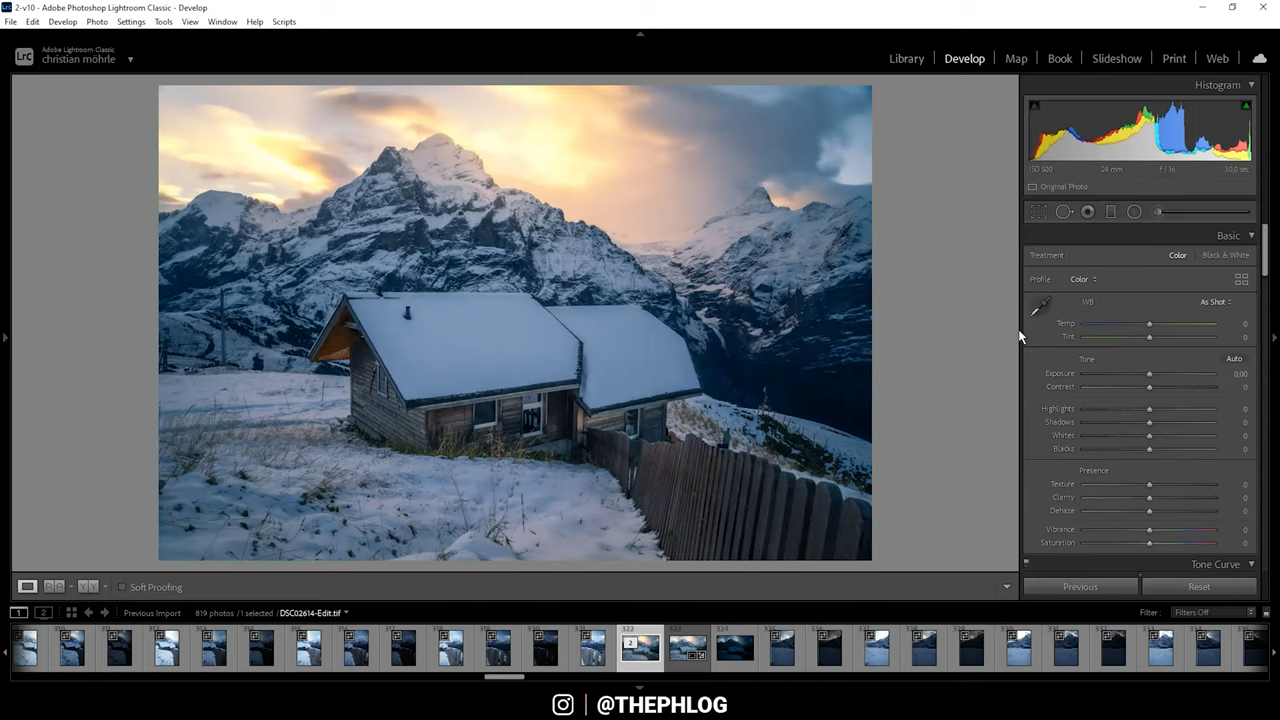 2-v10 - Adobe Photoshop Lightroom Classic - Develop
File Edit Develop Photo Settings Tools View Window Help Scripts
LrC
Adobe Lightroom Classic
christian möhrle
Library Develop Map Book Slideshow Print Web
Histogram
ISO 500 24 mm f / 16 30,0 sec
Original Photo
Basic
Treatment : Color Black & White
Profile : Color
WB : As Shot
Temp 0
Tint 0
Tone Auto
Exposure 0,00
Contrast 0
Highlights 0
Shadows 0
Whites 0
Blacks 0
Presence
Texture 0
Clarity 0
Dehaze 0
Vibrance 0
Saturation 0
Tone Curve
Soft Proofing
Previous Reset
1 2 Previous Import 819 photos / 1 selected / DSC02614-Edit.tif Filter : Filters Off
322
2
@THEPHLOG